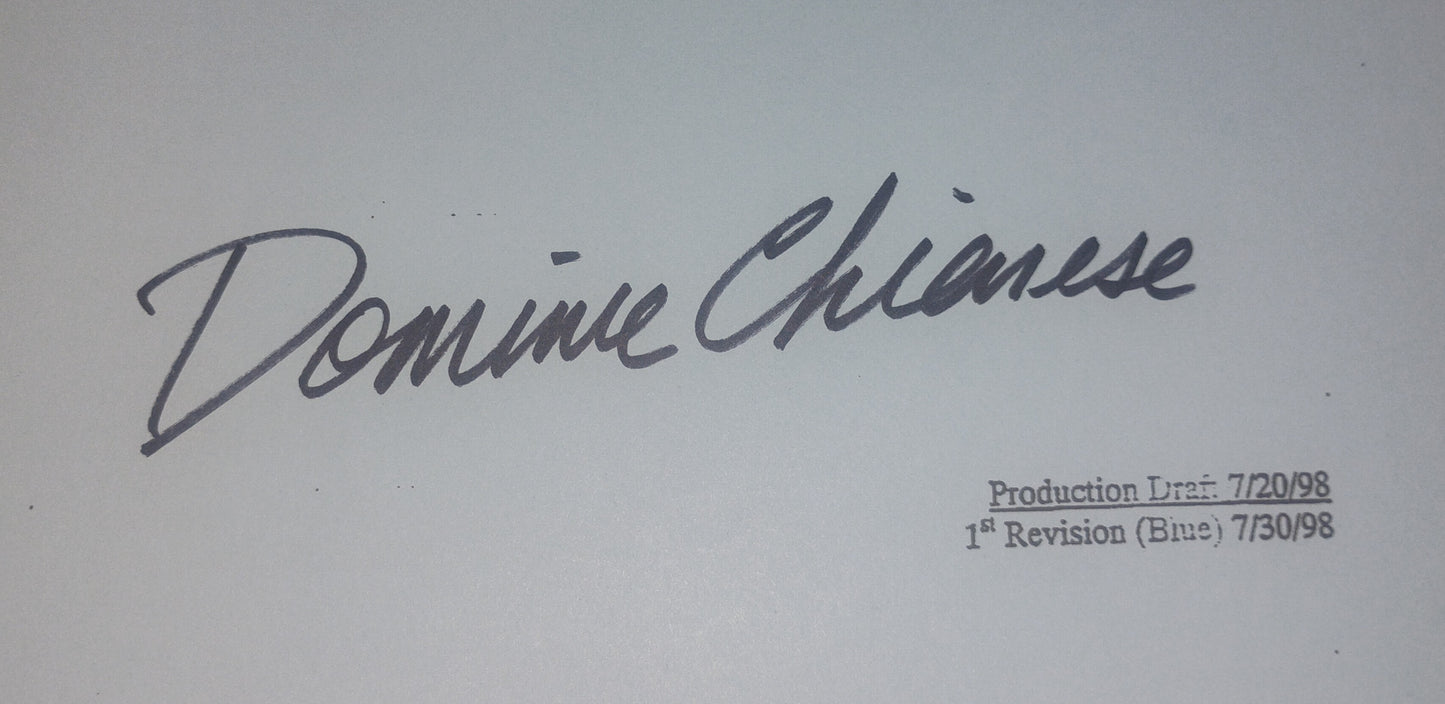 Dominic Chianese
Production Draft 7/20/98
1st Revision (Blue) 7/30/98